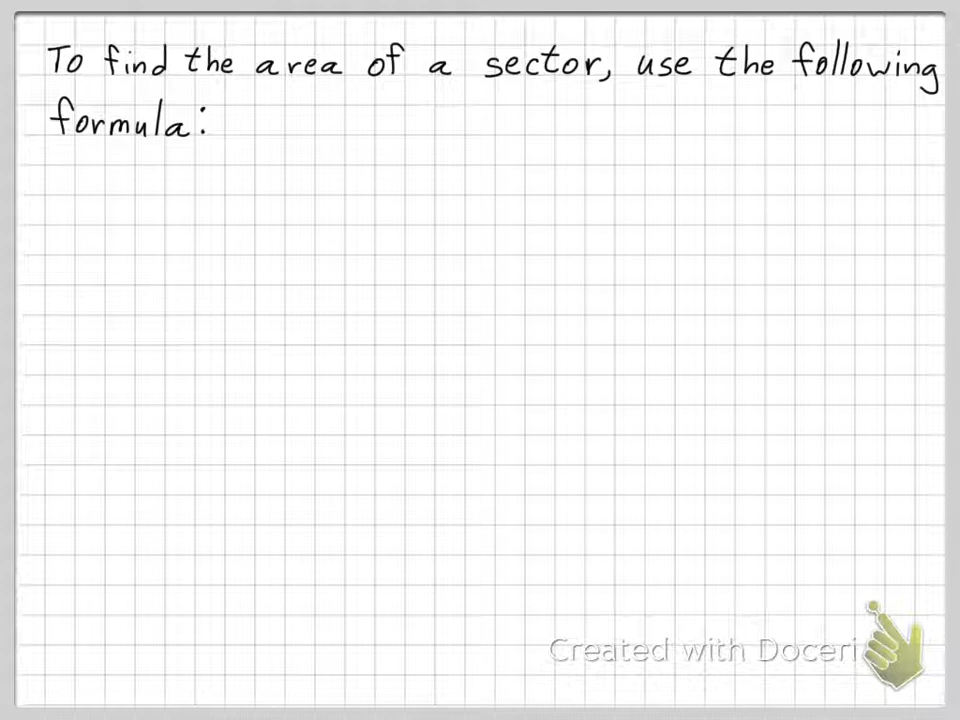 To find the area of a sector, use the following
formula:
Created with Doceri